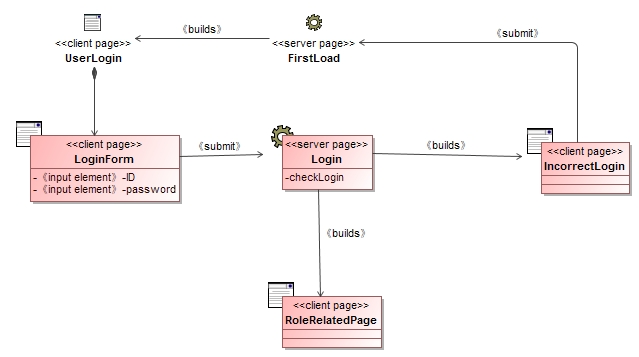 《builds》
《submit》
<<client page>>
UserLogin
<<server page>>
FirstLoad
<<client page>>
LoginForm
-《input element》-ID
-《input element》-password
《submit》
<<server page>>
Login
-checkLogin
《builds》
<<client page>>
IncorrectLogin
《builds》
<<client page>>
RoleRelatedPage